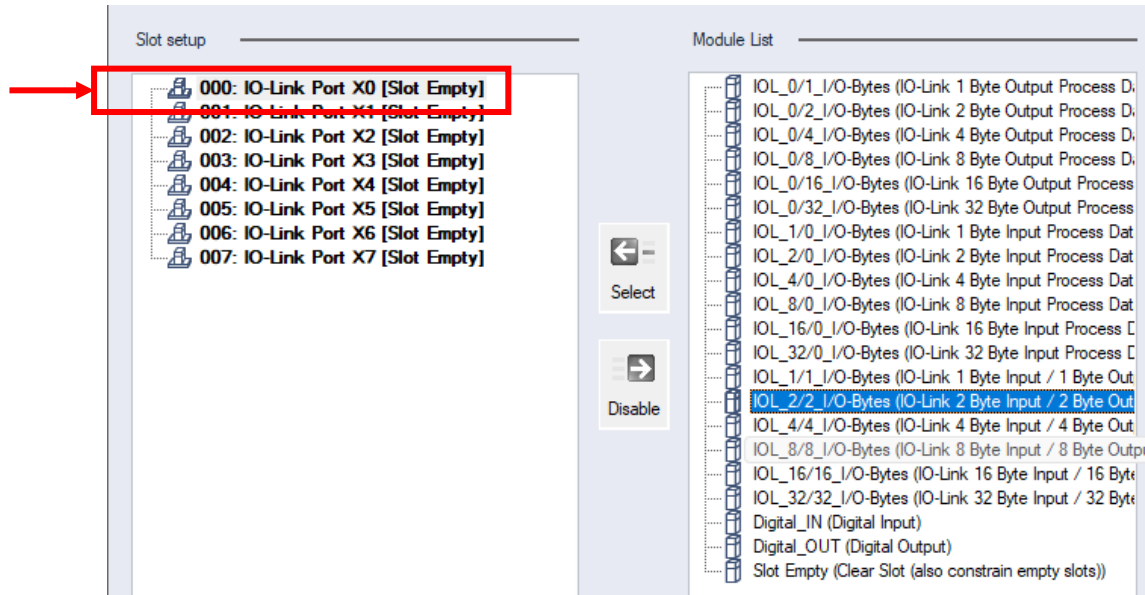 Slot setup
000: IO-Link Port X0 [Slot Empty]
001: IO-Link Port X1 [Slot Empty]
002: IO-Link Port X2 [Slot Empty]
003: IO-Link Port X3 [Slot Empty]
004: IO-Link Port X4 [Slot Empty]
005: IO-Link Port X5 [Slot Empty]
006: IO-Link Port X6 [Slot Empty]
007: IO-Link Port X7 [Slot Empty]
Select
Disable
Module List
IOL_0/1_I/O-Bytes (IO-Link 1 Byte Output Process D
IOL_0/2_I/O-Bytes (IO-Link 2 Byte Output Process D
IOL_0/4_I/O-Bytes (IO-Link 4 Byte Output Process D
IOL_0/8_I/O-Bytes (IO-Link 8 Byte Output Process D
IOL_0/16_I/O-Bytes (IO-Link 16 Byte Output Process
IOL_0/32_I/O-Bytes (IO-Link 32 Byte Output Process
IOL_1/0_I/O-Bytes (IO-Link 1 Byte Input Process Dat
IOL_2/0_I/O-Bytes (IO-Link 2 Byte Input Process Dat
IOL_4/0_I/O-Bytes (IO-Link 4 Byte Input Process Dat
IOL_8/0_I/O-Bytes (IO-Link 8 Byte Input Process Dat
IOL_16/0_I/O-Bytes (IO-Link 16 Byte Input Process D
IOL_32/0_I/O-Bytes (IO-Link 32 Byte Input Process D
IOL_1/1_I/O-Bytes (IO-Link 1 Byte Input / 1 Byte Out
IOL_2/2_I/O-Bytes (IO-Link 2 Byte Input / 2 Byte Out
IOL_4/4_I/O-Bytes (IO-Link 4 Byte Input / 4 Byte Out
IOL_8/8_I/O-Bytes (IO-Link 8 Byte Input / 8 Byte Outp
IOL_16/16_I/O-Bytes (IO-Link 16 Byte Input / 16 Byte
IOL_32/32_I/O-Bytes (IO-Link 32 Byte Input / 32 Byte
Digital_IN (Digital Input)
Digital_OUT (Digital Output)
Slot Empty (Clear Slot (also constrain empty slots))